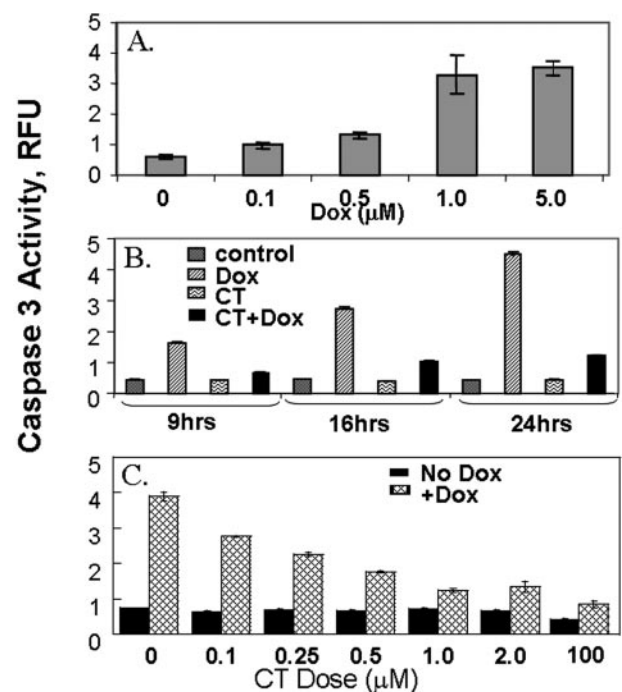 Caspase 3 Activity, RFU
A.
5
4
3
2
1
0
0 0.1 0.5 1.0 5.0
Dox (µM)
B.
control
Dox
CT
CT+Dox
5
4
3
2
1
0
9hrs 16hrs 24hrs
C.
No Dox
+Dox
5
4
3
2
1
0
0 0.1 0.25 0.5 1.0 2.0 100
CT Dose (µM)